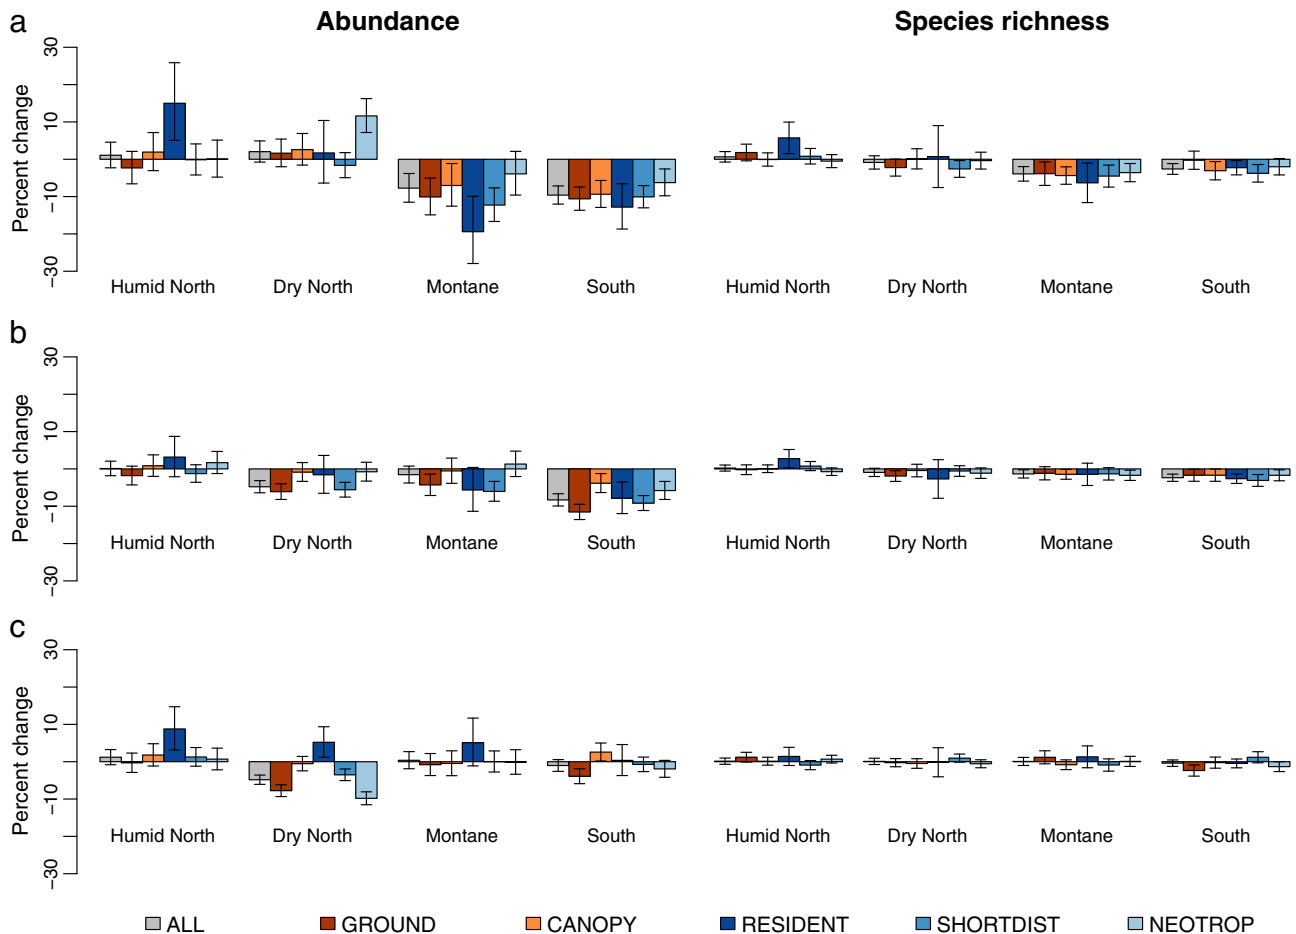 a
Abundance
Species richness
Percent change
30
10
−10
−30
Humid North Dry North Montane South Humid North Dry North Montane South
b
Percent change
30
10
−10
−30
Humid North Dry North Montane South Humid North Dry North Montane South
c
Percent change
30
10
−10
−30
Humid North Dry North Montane South Humid North Dry North Montane South
ALL GROUND CANOPY RESIDENT SHORTDIST NEOTROP